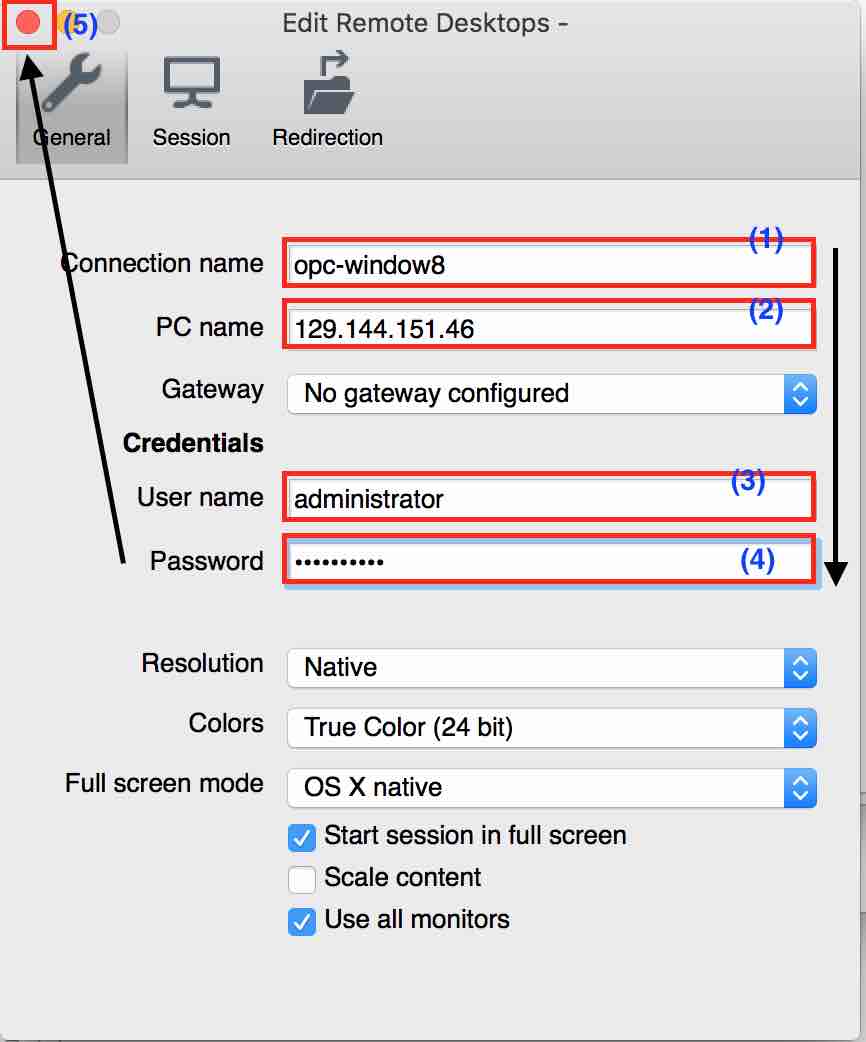 (5)
Edit Remote Desktops -
General
Session
Redirection
(1)
Connection name
opc-window8
(2)
PC name
129.144.151.46
Gateway
No gateway configured
Credentials
(3)
User name
administrator
Password
••••••••••
(4)
Resolution
Native
Colors
True Color (24 bit)
Full screen mode
OS X native
Start session in full screen
Scale content
Use all monitors